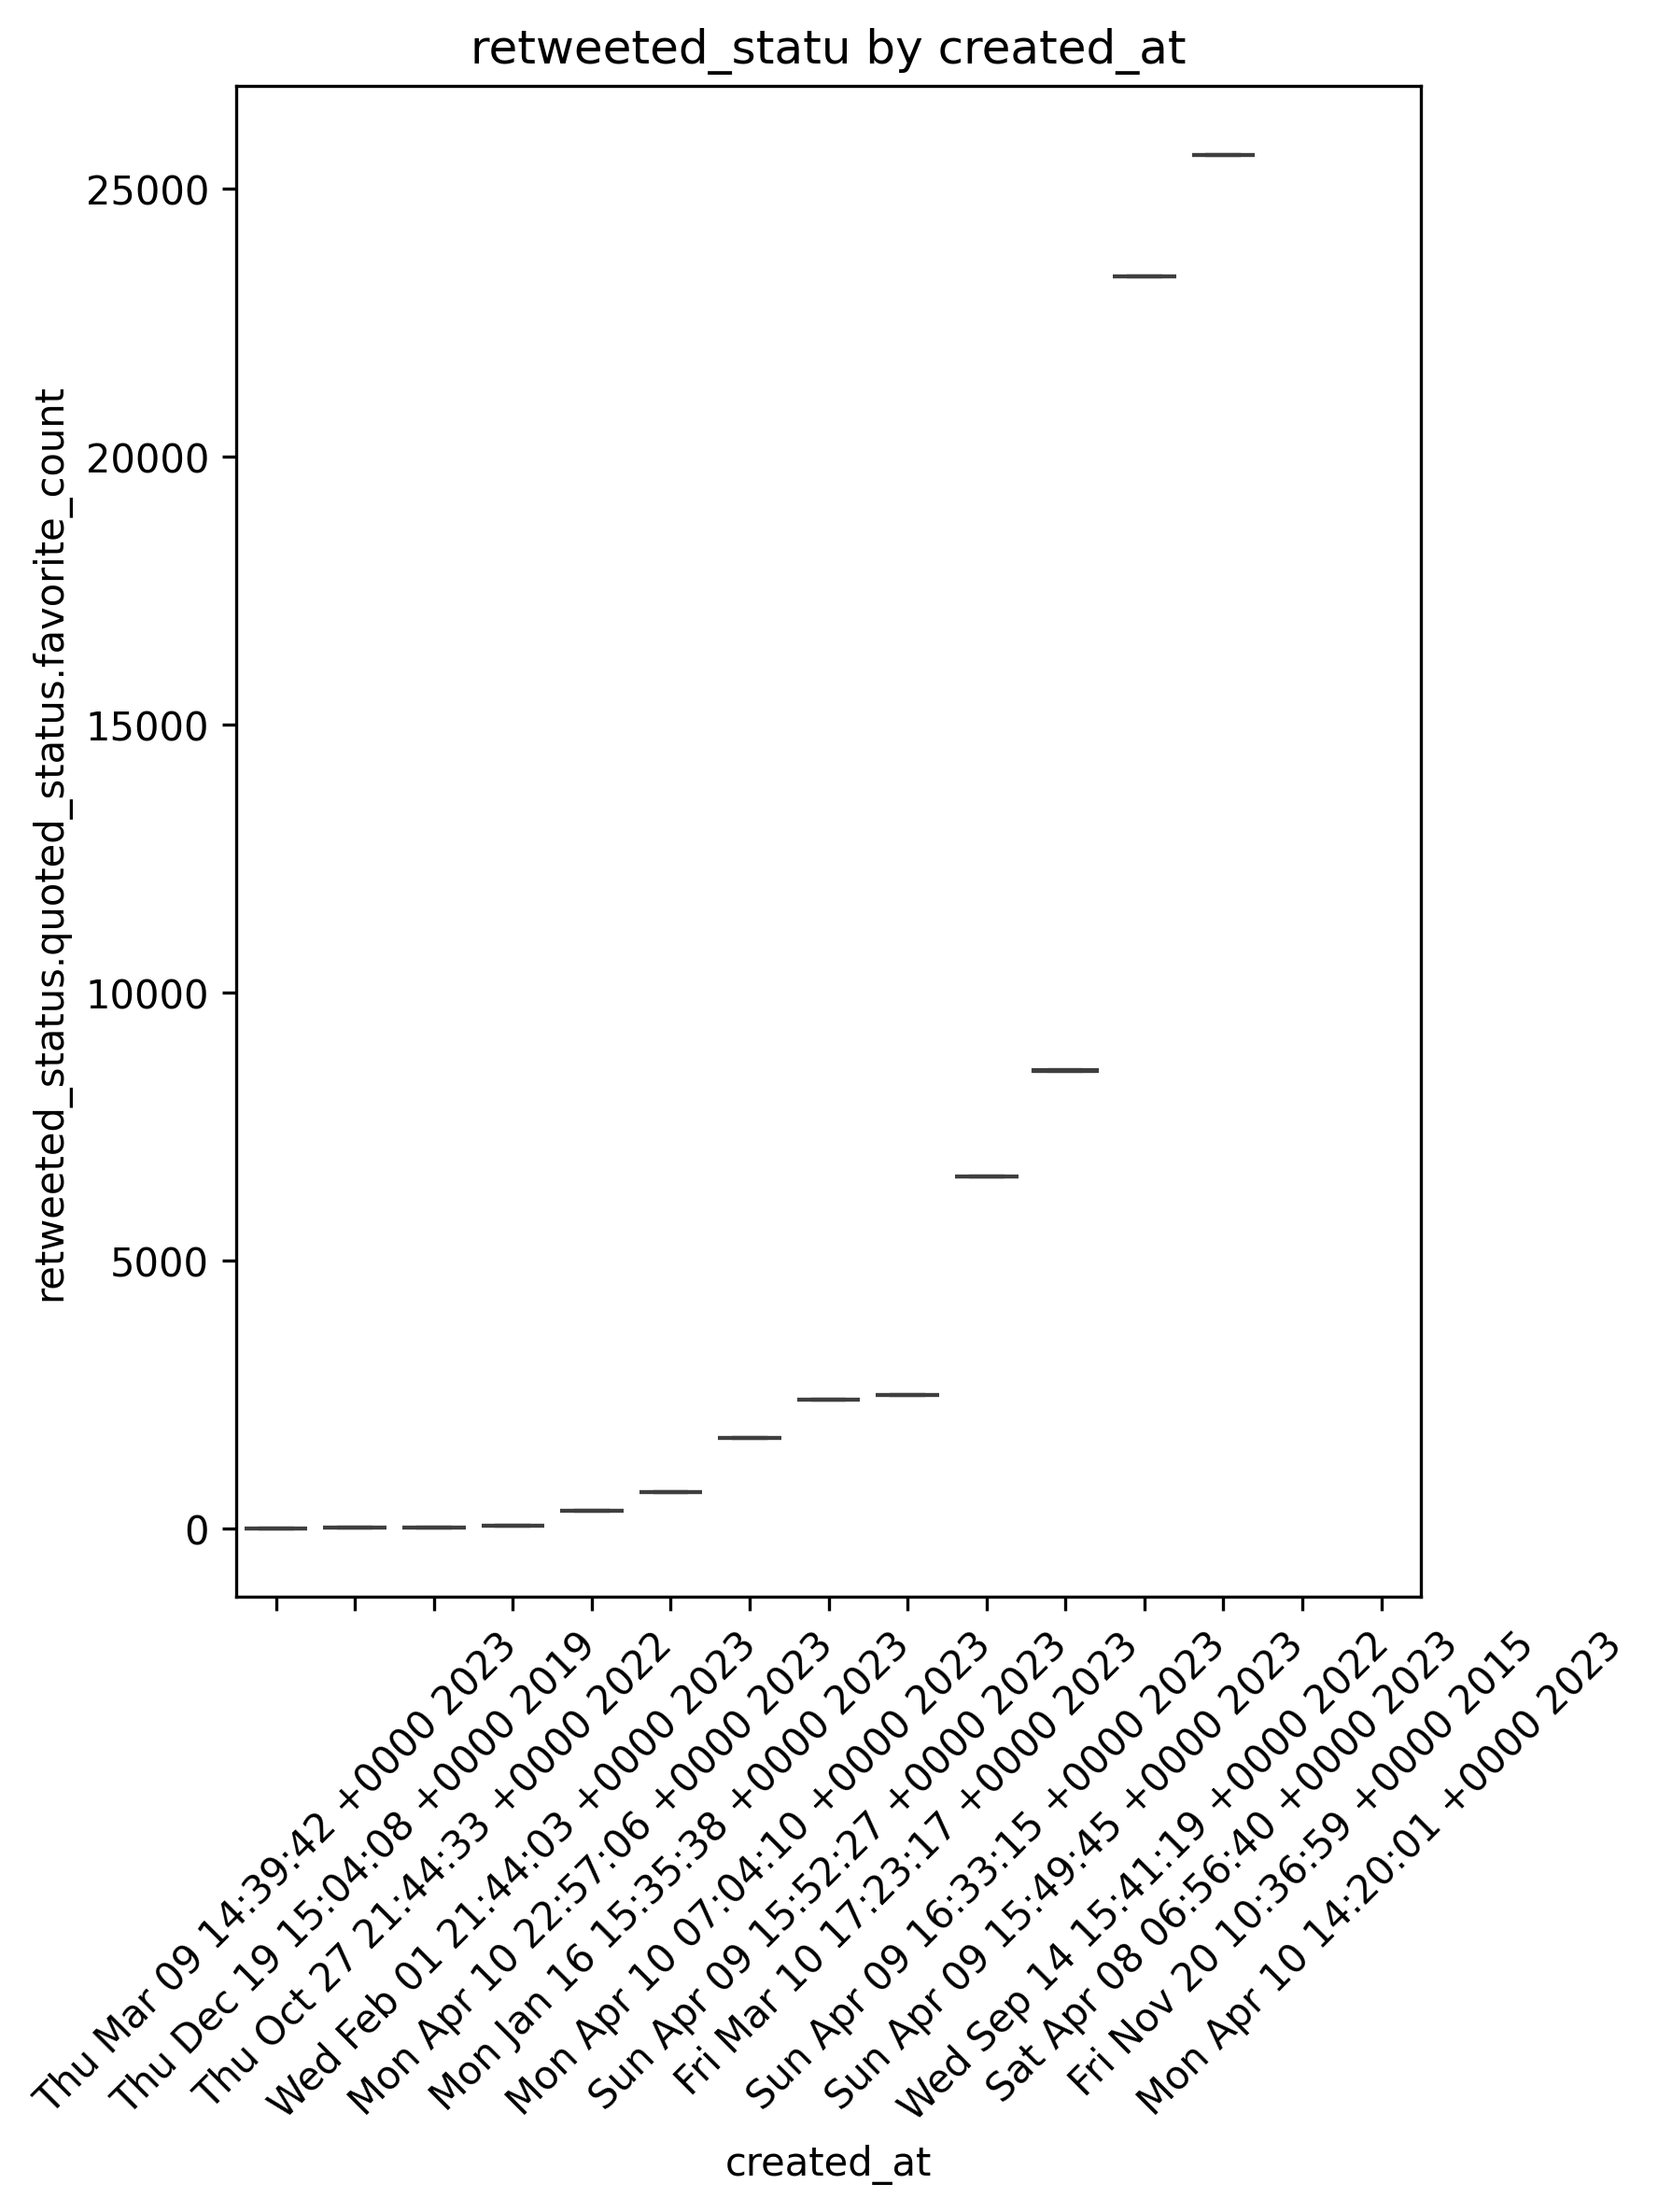 retweeted_statu by created_at
retweeted_status.quoted_status.favorite_count
25000
20000
15000
10000
5000
0
Thu Mar 09 14:39:42 +0000 2023
Thu Dec 19 15:04:08 +0000 2019
Thu Oct 27 21:44:33 +0000 2022
Wed Feb 01 21:44:03 +0000 2023
Mon Apr 10 22:57:06 +0000 2023
Mon Jan 16 15:35:38 +0000 2023
Mon Apr 10 07:04:10 +0000 2023
Sun Apr 09 15:52:27 +0000 2023
Fri Mar 10 17:23:17 +0000 2023
Sun Apr 09 16:33:15 +0000 2023
Sun Apr 09 15:49:45 +0000 2023
Wed Sep 14 15:41:19 +0000 2022
Sat Apr 08 06:56:40 +0000 2023
Fri Nov 20 10:36:59 +0000 2015
Mon Apr 10 14:20:01 +0000 2023
created_at